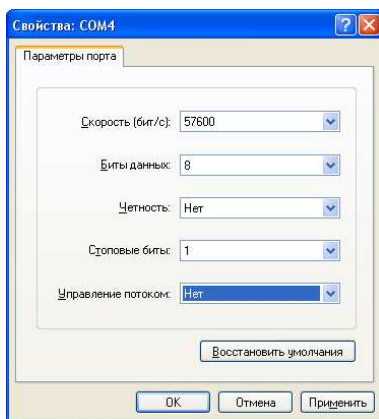 Свойства: COM4
Параметры порта
Скорость (бит/с): 57600
Биты данных: 8
Четность: Нет
Стоповые биты: 1
Управление потоком: Нет
Восстановить умолчания
OK Отмена Применить